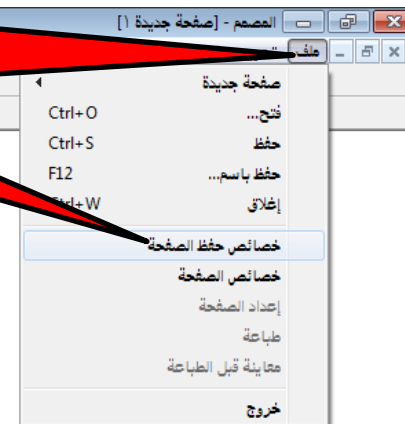 المصمم - [صفحة جديدة ١]
ملف
صفحة جديدة
فتح... Ctrl+O
حفظ Ctrl+S
حفظ باسم... F12
إغلاق Ctrl+W
خصائص حفظ الصفحة
خصائص الصفحة
إعداد الصفحة
طباعة
معاينة قبل الطباعة
خروج